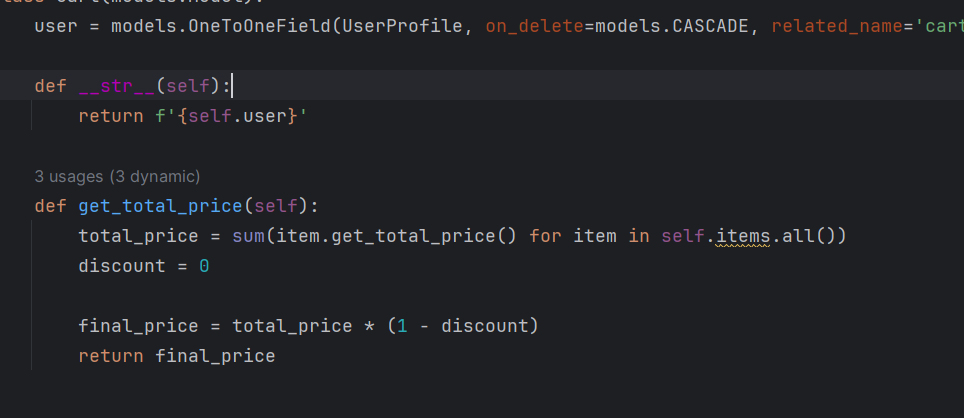 (models.Model):
user = models.OneToOneField(UserProfile, on_delete=models.CASCADE, related_name='cart
def __str__(self):
return f'{self.user}'
3 usages (3 dynamic)
def get_total_price(self):
total_price = sum(item.get_total_price() for item in self.items.all())
discount = 0
final_price = total_price * (1 - discount)
return final_price